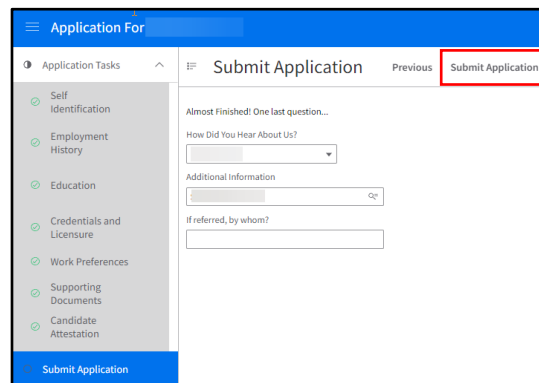 Application For
Application Tasks
Submit Application
Previous
Submit Application
Self
Identification
Employment
History
Education
Credentials and
Licensure
Work Preferences
Supporting
Documents
Candidate
Attestation
Submit Application
Almost Finished! One last question...
How Did You Hear About Us?
Additional Information
If referred, by whom?